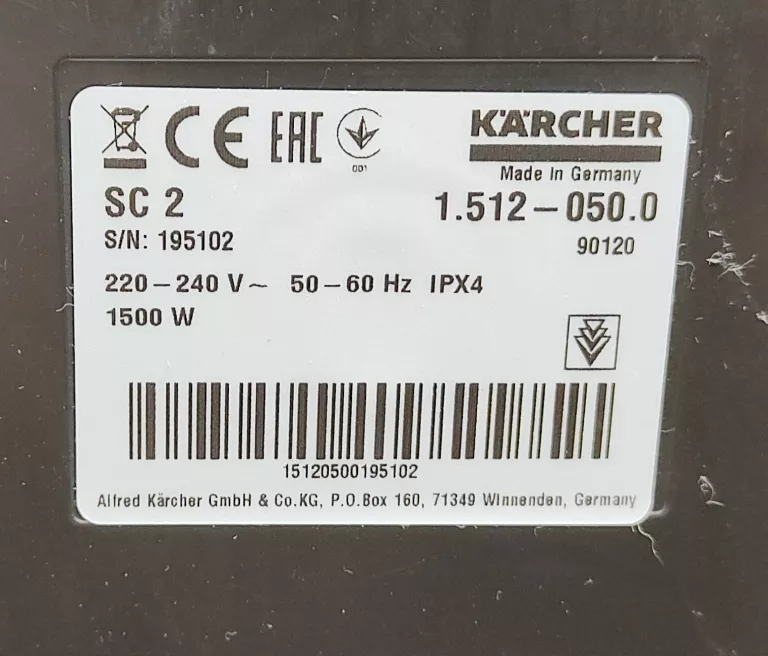 CE EAC
001
KÄRCHER
Made In Germany
SC 2
1.512-050.0
S/N: 195102
90120
220-240 V~ 50-60 Hz IPX4
1500 W
15120500195102
Alfred Kärcher GmbH & Co.KG, P.O.Box 160, 71349 Winnenden, Germany